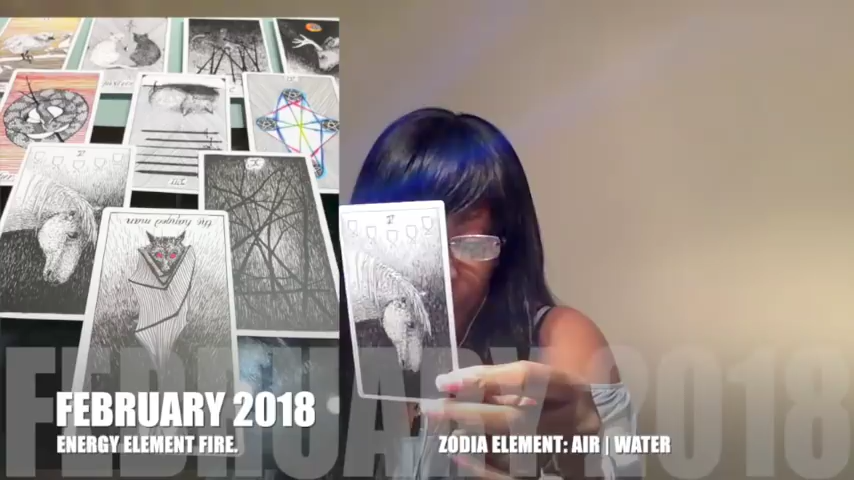 the hanged man
FEBRUARY 2018
FEBRUARY 2018
ENERGY ELEMENT FIRE.
ZODIA ELEMENT: AIR | WATER